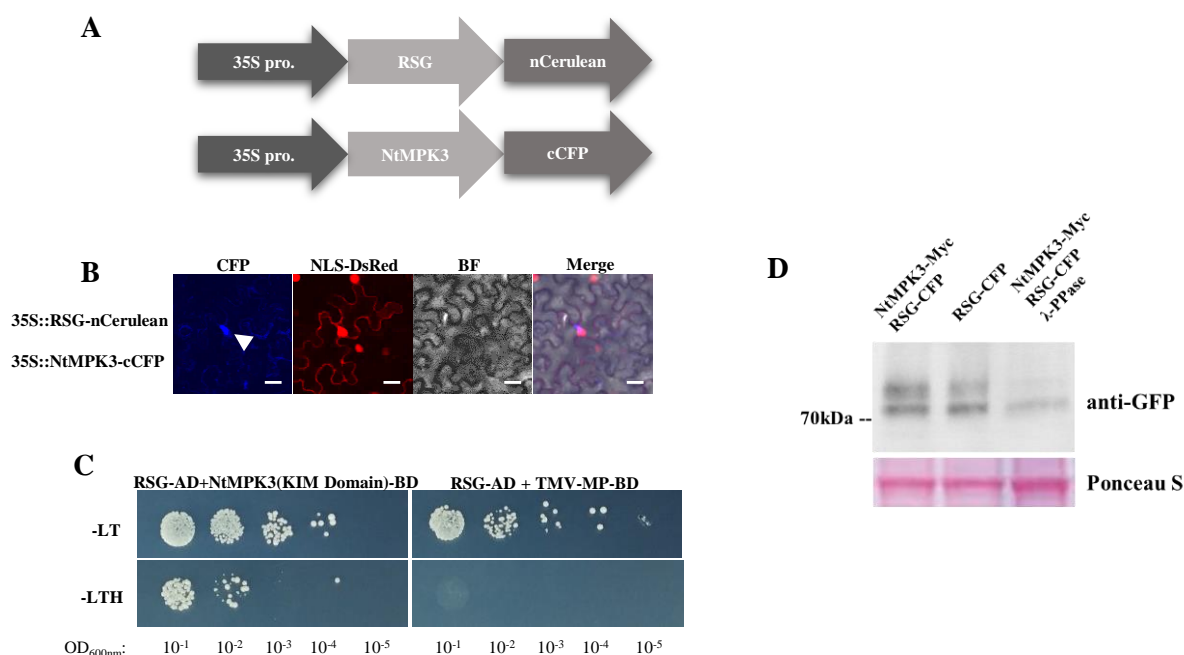 A
35S pro. RSG nCerulean
35S pro. NtMPK3 cCFP
B
CFP NLS-DsRed BF Merge
35S::RSG-nCerulean
35S::NtMPK3-cCFP
C
RSG-AD+NtMPK3(KIM Domain)-BD RSG-AD + TMV-MP-BD
-LT
-LTH
OD600nm: 10-1 10-2 10-3 10-4 10-5 10-1 10-2 10-3 10-4 10-5
D
NtMPK3-Myc
RSG-CFP
RSG-CFP
NtMPK3-Myc
RSG-CFP
λ-PPase
70kDa --
anti-GFP
Ponceau S